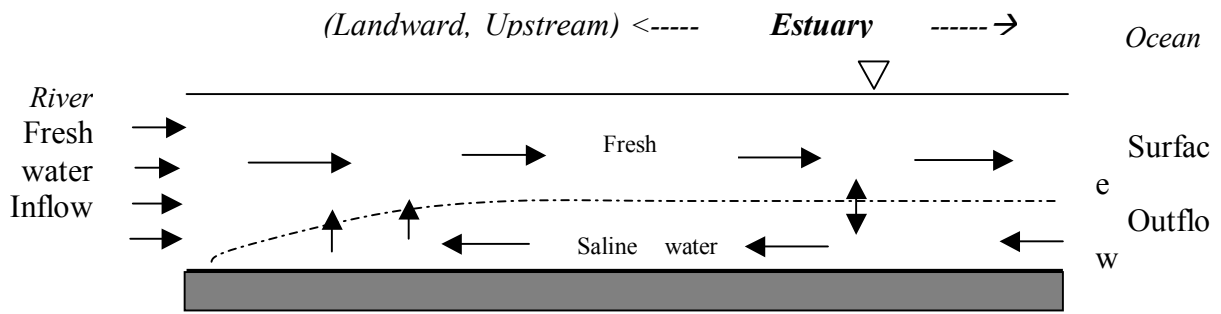 (Landward, Upstream) <----- Estuary ------→ Ocean
River
Fresh
water
Inflow
Fresh
Saline water
Surfac
e
Outflo
w